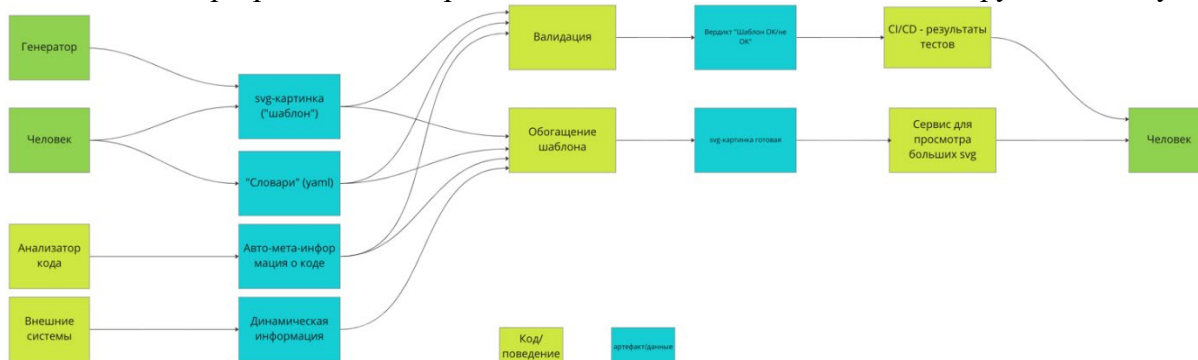 Генератор
Валидация
Вердикт "Шаблон ОК/не
ОК"
CI/CD - результаты
тестов
svg-картинка
("шаблон")
Человек
Обогащение
шаблона
svg-картинка готовая
Сервис для
просмотра
больших svg
Человек
"Словари" (yaml)
Анализатор
кода
Авто-мета-инфор
мация о коде
Внешние
системы
Динамическая
информация
Код/
поведение
артефакт/данные